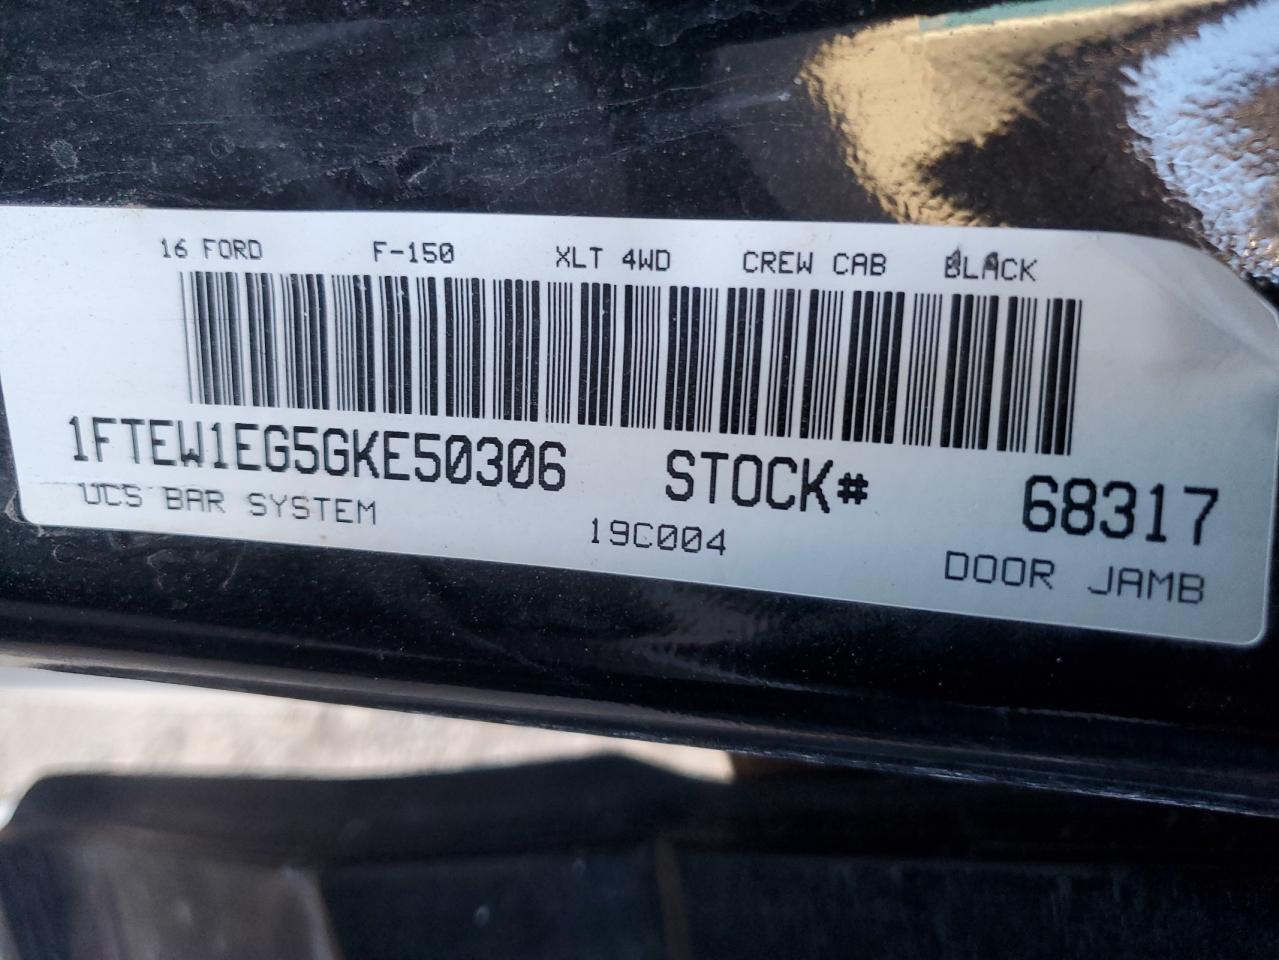 16 FORD F-150 XLT 4WD CREW CAB BLACK
1FTEW1EG5GKE50306 STOCK# 68317
UCS BAR SYSTEM 19C004 DOOR JAMB